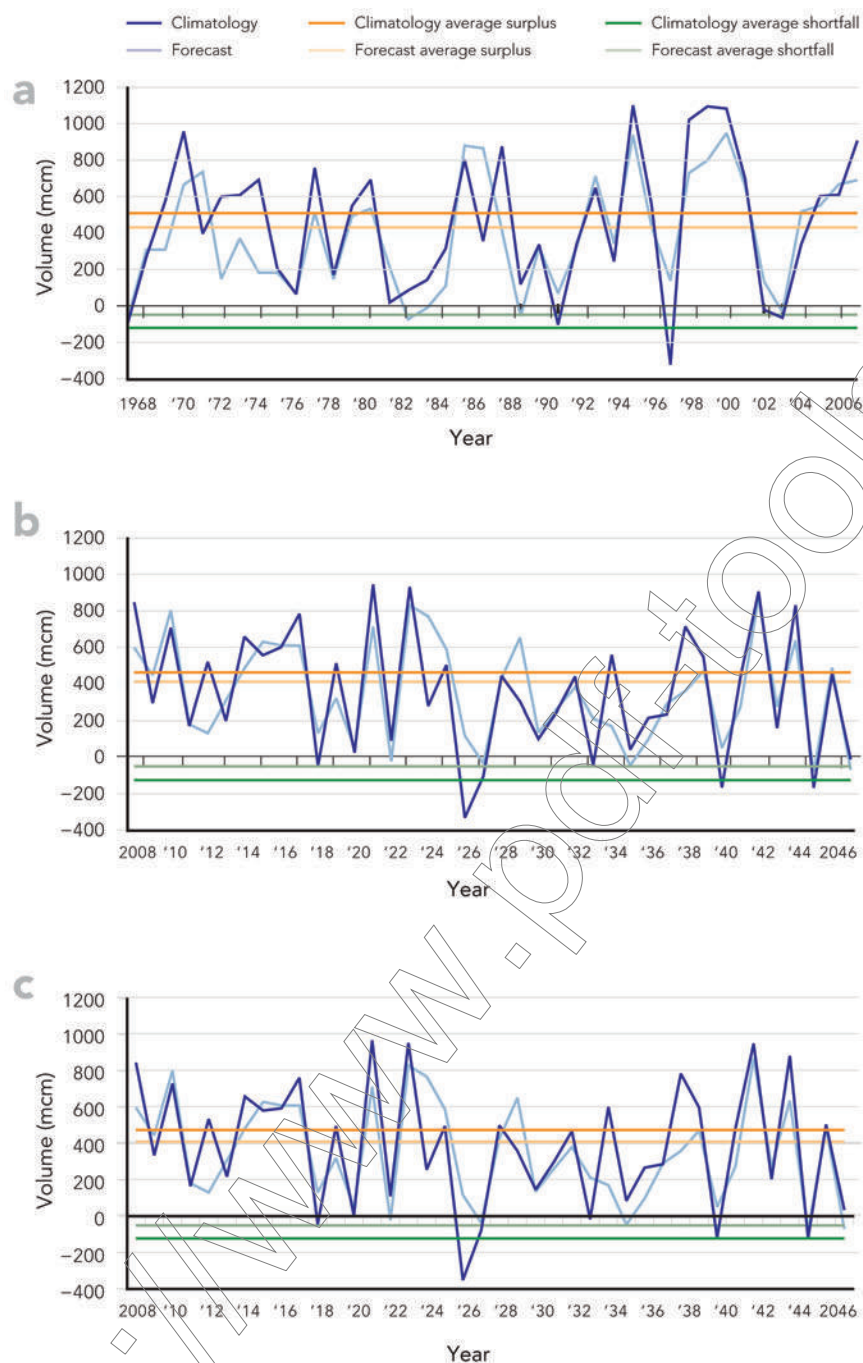 Climatology Climatology average surplus Climatology average shortfall
Forecast Forecast average surplus Forecast average shortfall
a
1200
1000
800
600
400
200
0
−200
−400
Volume (mcm)
1968 '70 '72 '74 '76 '78 '80 '82 '84 '86 '88 '90 '92 '94 '96 '98 '00 '02 '04 2006
Year
b
1200
1000
800
600
400
200
0
−200
−400
Volume (mcm)
2008 '10 '12 '14 '16 '18 '20 '22 '24 '26 '28 '30 '32 '34 '36 '38 '40 '42 '44 2046
Year
c
1200
1000
800
600
400
200
0
−200
−400
Volume (mcm)
2008 '10 '12 '14 '16 '18 '20 '22 '24 '26 '28 '30 '32 '34 '36 '38 '40 '42 '44 2046
Year
://www.pdf-tool